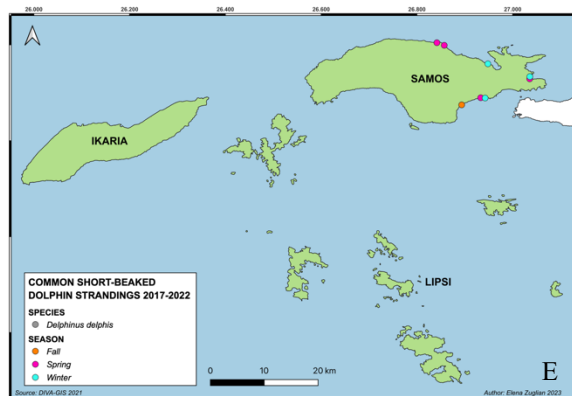 26.000 26.200 26.400 26.600 26.800 27.000
SAMOS
IKARIA
LIPSI
COMMON SHORT-BEAKED
DOLPHIN STRANDINGS 2017-2022
SPECIES
Delphinus delphis
SEASON
Fall
Spring
Winter
0 10 20 km
E
Source: DIVA-GIS 2021
Author: Elena Zuglian 2023